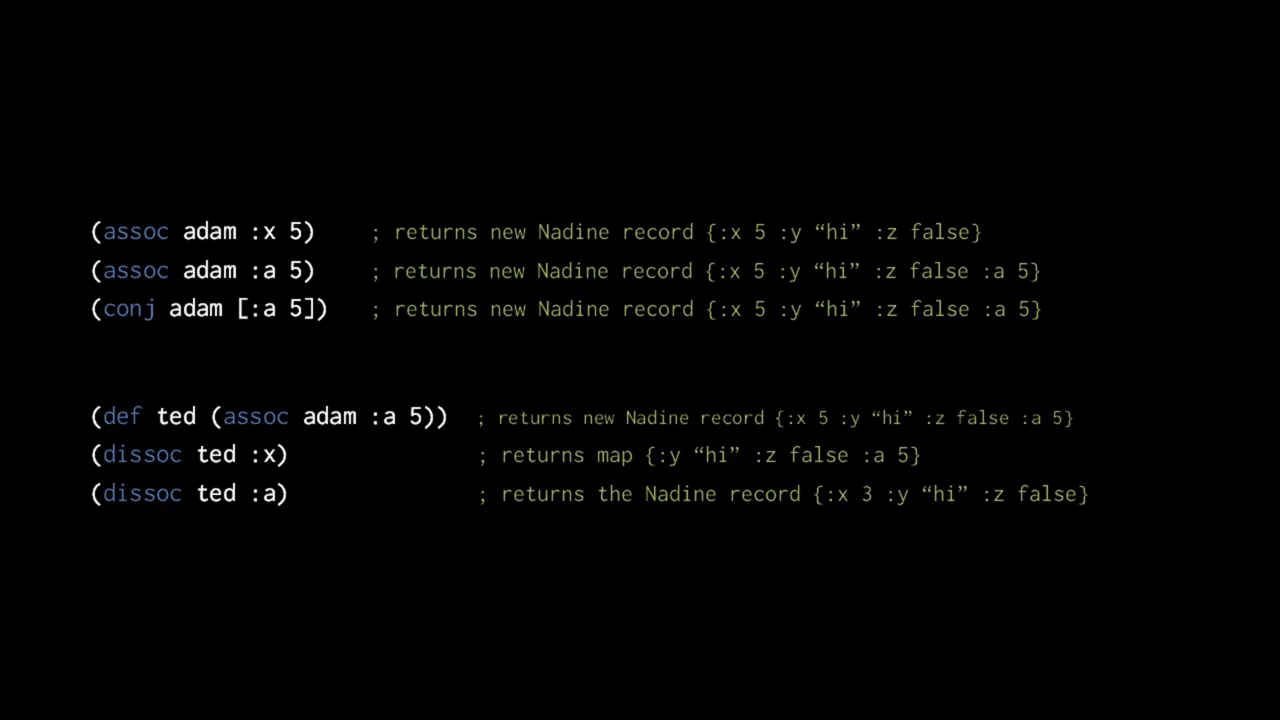 (assoc adam :x 5) ; returns new Nadine record {:x 5 :y “hi” :z false}
(assoc adam :a 5) ; returns new Nadine record {:x 5 :y “hi” :z false :a 5}
(conj adam [:a 5]) ; returns new Nadine record {:x 5 :y “hi” :z false :a 5}
(def ted (assoc adam :a 5)) ; returns new Nadine record {:x 5 :y “hi” :z false :a 5}
(dissoc ted :x) ; returns map {:y “hi” :z false :a 5}
(dissoc ted :a) ; returns the Nadine record {:x 3 :y “hi” :z false}